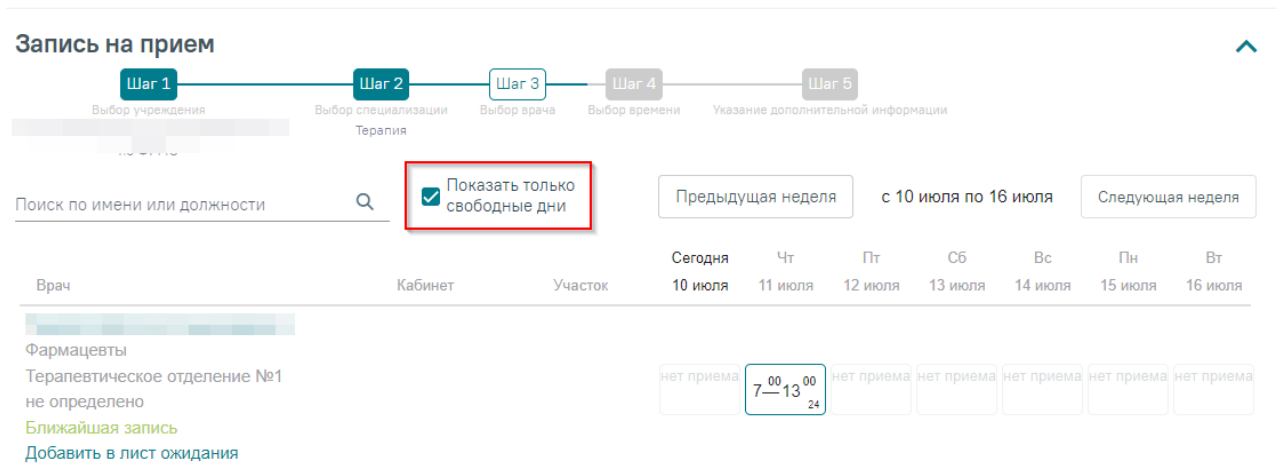 Запись на прием
Шаг 1 Шаг 2 Шаг 3 Шаг 4 Шаг 5
Выбор учреждения Выбор специализации Выбор врача Выбор времени Указание дополнительной информации
Терапия
Показать только
свободные дни
Поиск по имени или должности
Предыдущая неделя с 10 июля по 16 июля Следующая неделя
Сегодня Чт Пт Сб Вс Пн Вт
Врач Кабинет Участок 10 июля 11 июля 12 июля 13 июля 14 июля 15 июля 16 июля
Фармацевты
Терапевтическое отделение №1
не определено
Ближайшая запись
Добавить в лист ожидания
нет приема 7 00 — 13 00 нет приема нет приема нет приема нет приема нет приема
24